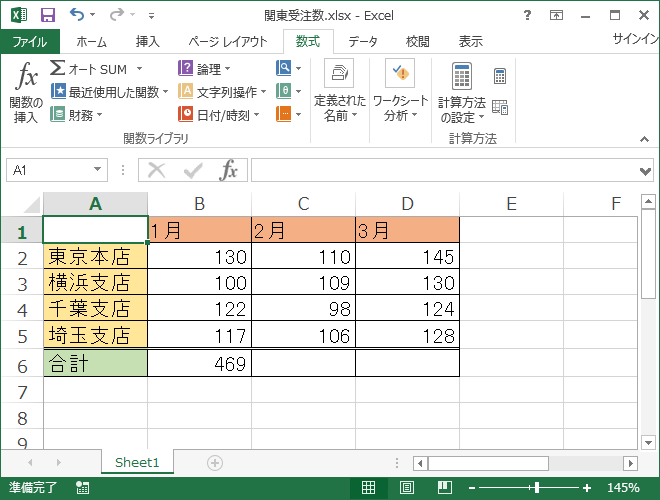 関東受注数.xlsx - Excel
ファイル ホーム 挿入 ページ レイアウト 数式 データ 校閲 表示 サインイン
fx 関数の挿入
Σ オート SUM
最近使用した関数
財務
論理
文字列操作
日付/時刻
関数ライブラリ
定義された名前
ワークシート分析
計算方法の設定
計算方法
A1 fx
A B C D E F
1 1月 2月 3月
2 東京本店 130 110 145
3 横浜支店 100 109 130
4 千葉支店 122 98 124
5 埼玉支店 117 106 128
6 合計 469
7
8
9
Sheet1
準備完了 145%